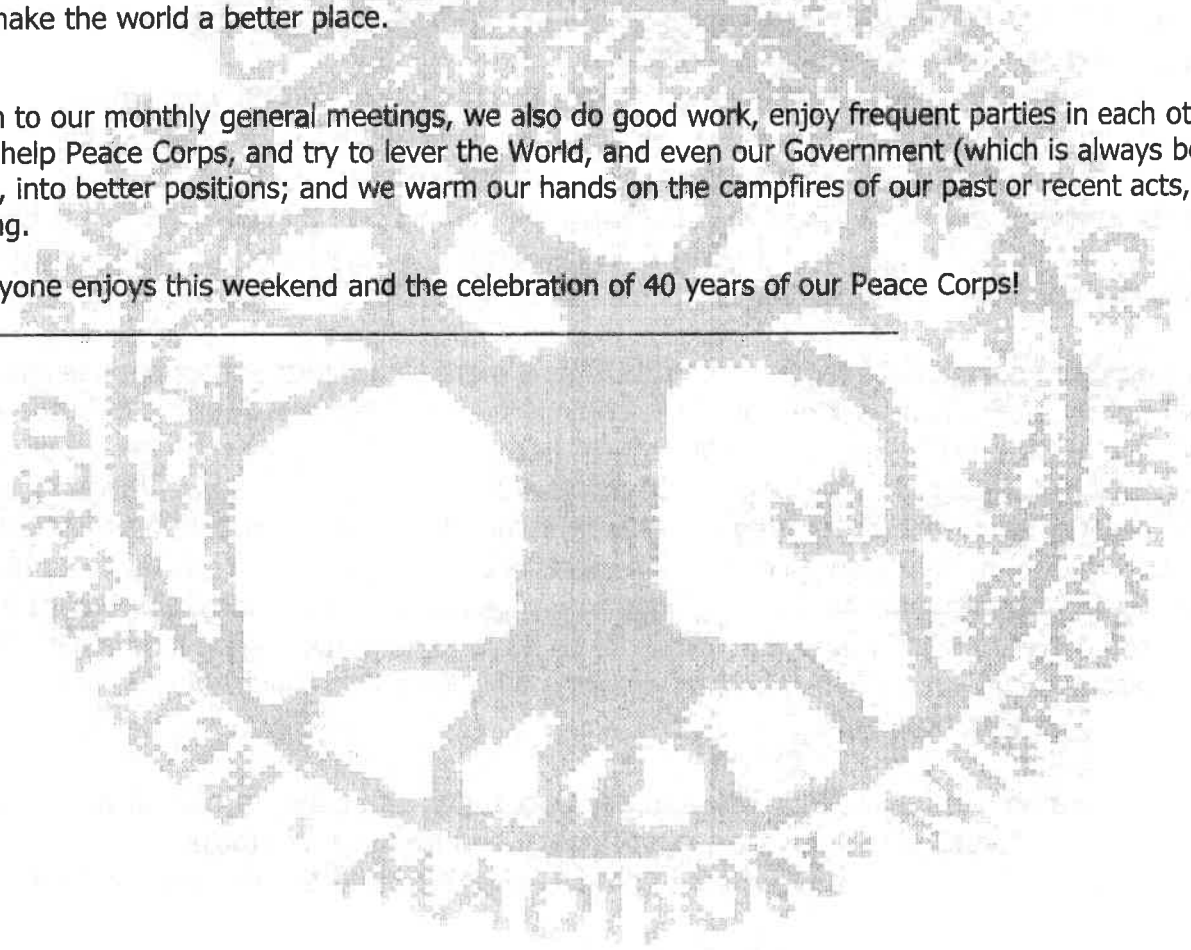 make the world a better place.
n to our monthly general meetings, we also do good work, enjoy frequent parties in each ot
help Peace Corps, and try to lever the World, and even our Government (which is always be
, into better positions; and we warm our hands on the campfires of our past or recent acts,
ng.
yone enjoys this weekend and the celebration of 40 years of our Peace Corps!
MADISON